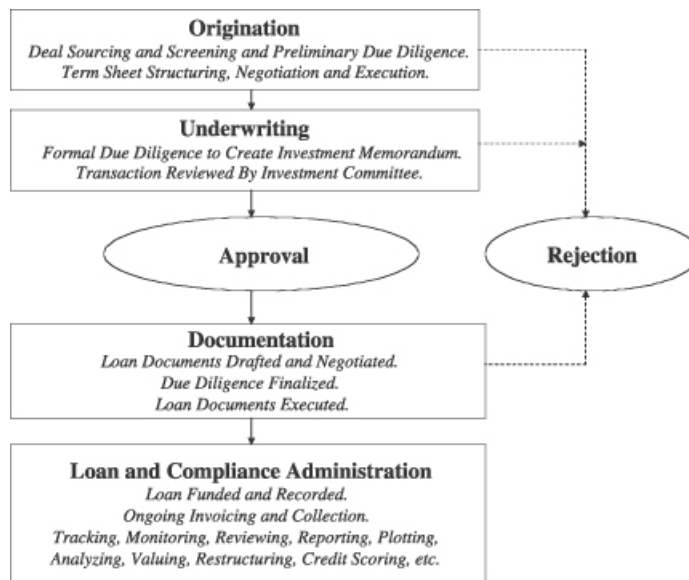 Origination
Deal Sourcing and Screening and Preliminary Due Diligence.
Term Sheet Structuring, Negotiation and Execution.
Underwriting
Formal Due Diligence to Create Investment Memorandum.
Transaction Reviewed By Investment Committee.
Approval
Rejection
Documentation
Loan Documents Drafted and Negotiated.
Due Diligence Finalized.
Loan Documents Executed.
Loan and Compliance Administration
Loan Funded and Recorded.
Ongoing Invoicing and Collection.
Tracking, Monitoring, Reviewing, Reporting, Plotting,
Analyzing, Valuing, Restructuring, Credit Scoring, etc.